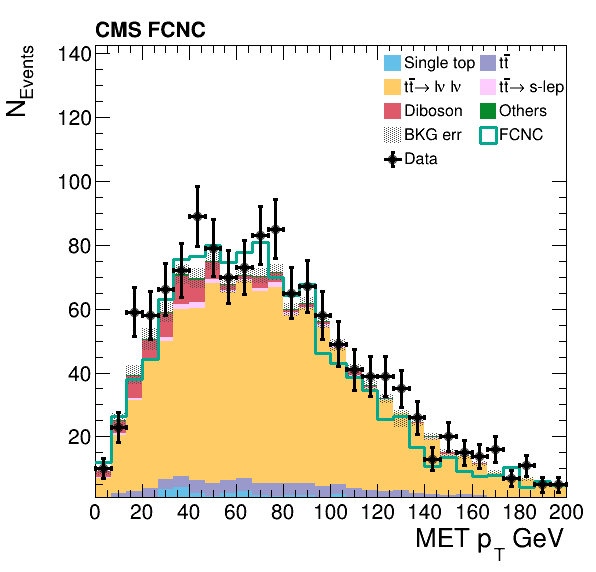 CMS FCNC
N_Events
140
120
100
80
60
40
20
Single top
tt̄
tt̄→ lν lν
tt̄→ s-lep
Diboson
Others
BKG err
FCNC
Data
0 20 40 60 80 100 120 140 160 180 200
MET p_T GeV